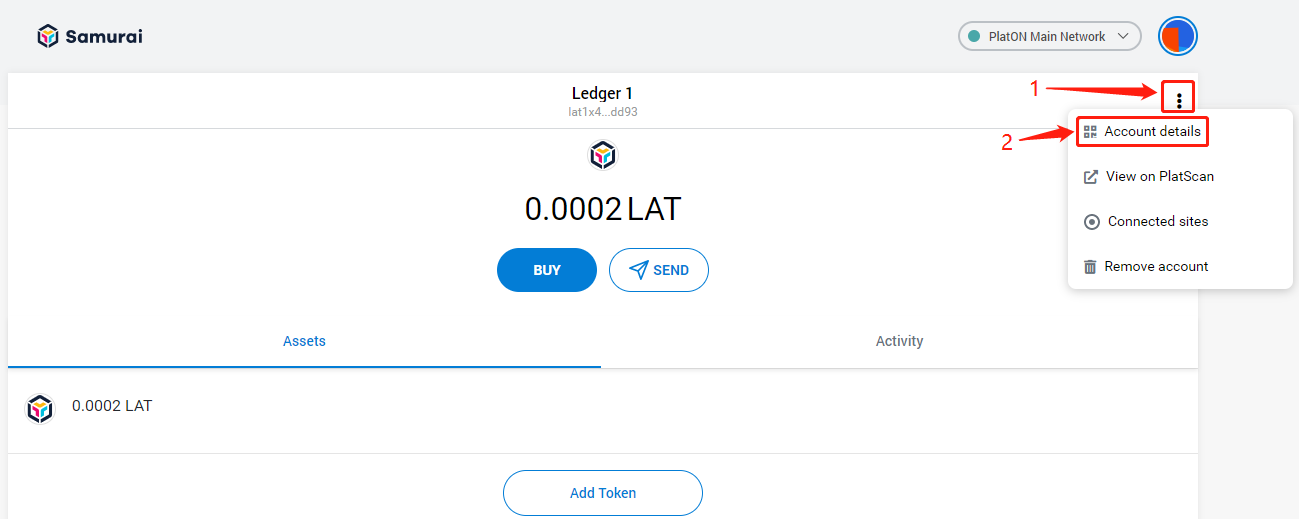 Samurai
PlatON Main Network
Ledger 1
lat1x4...dd93
1
2
Account details
View on PlatScan
Connected sites
Remove account
0.0002 LAT
BUY
SEND
Assets
Activity
0.0002 LAT
Add Token